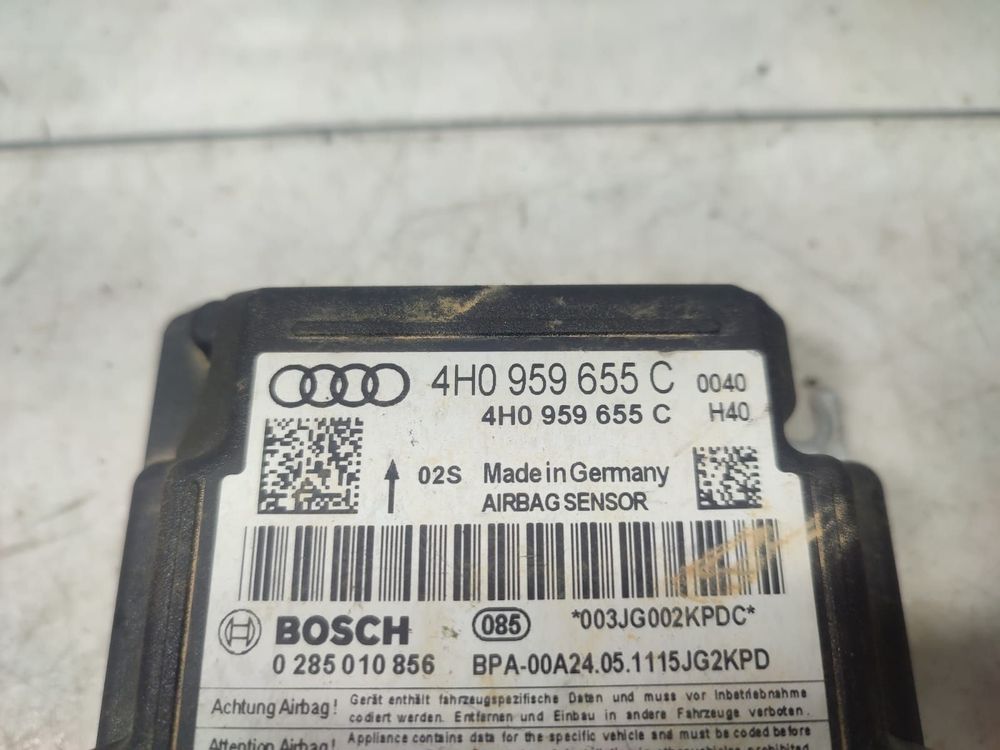 4H0 959 655 C 0040
4H0 959 655 C H40
02S Made in Germany
AIRBAG SENSOR
BOSCH 085 *003JG002KPDC*
0 285 010 856 BPA-00A24.05.1115JG2KPD
Achtung Airbag! Gerät enthält fahrzeugspezifische Daten und muss vor Inbetriebnahme
codiert werden. Entfernen und Einbau in andere Fahrzeuge verboten.
Attention Airbag! Appliance contains data for the specific vehicle and must be coded before